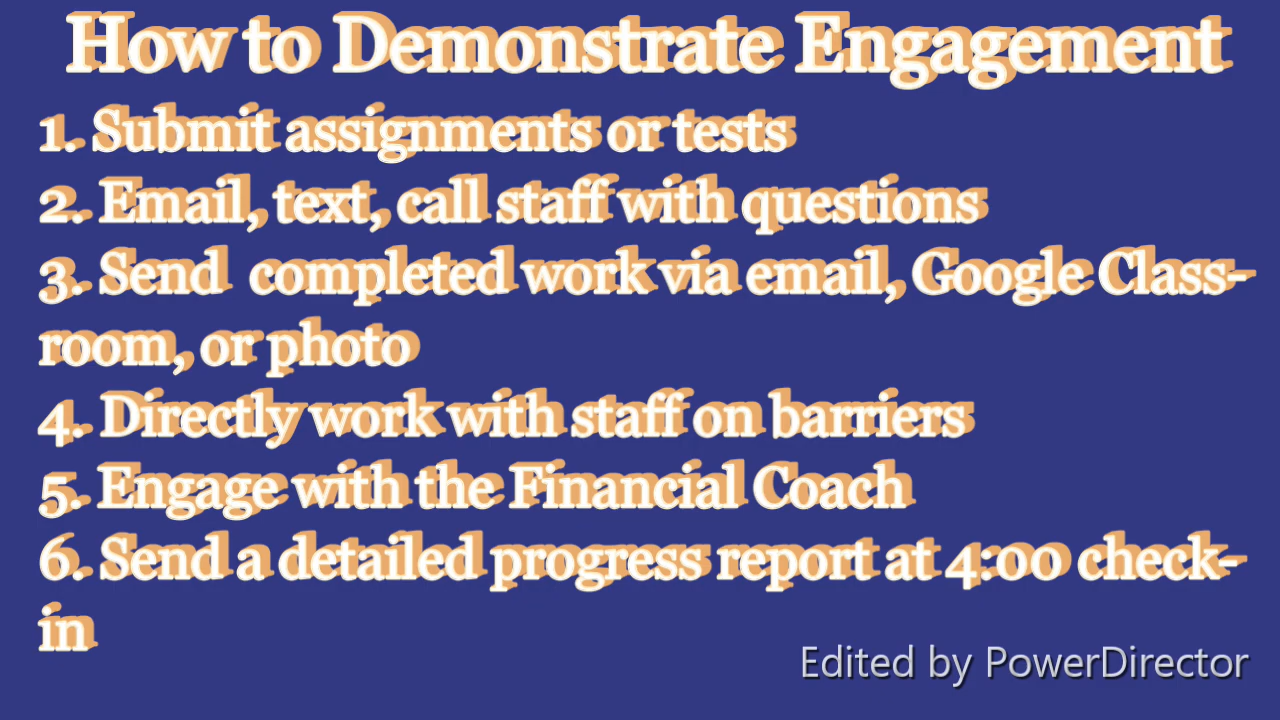 How to Demonstrate Engagement
1. Submit assignments or tests
2. Email, text, call staff with questions
3. Send  completed work via email, Google Class-
room, or photo
4. Directly work with staff on barriers
5. Engage with the Financial Coach
6. Send a detailed progress report at 4:00 check-
in
Edited by PowerDirector